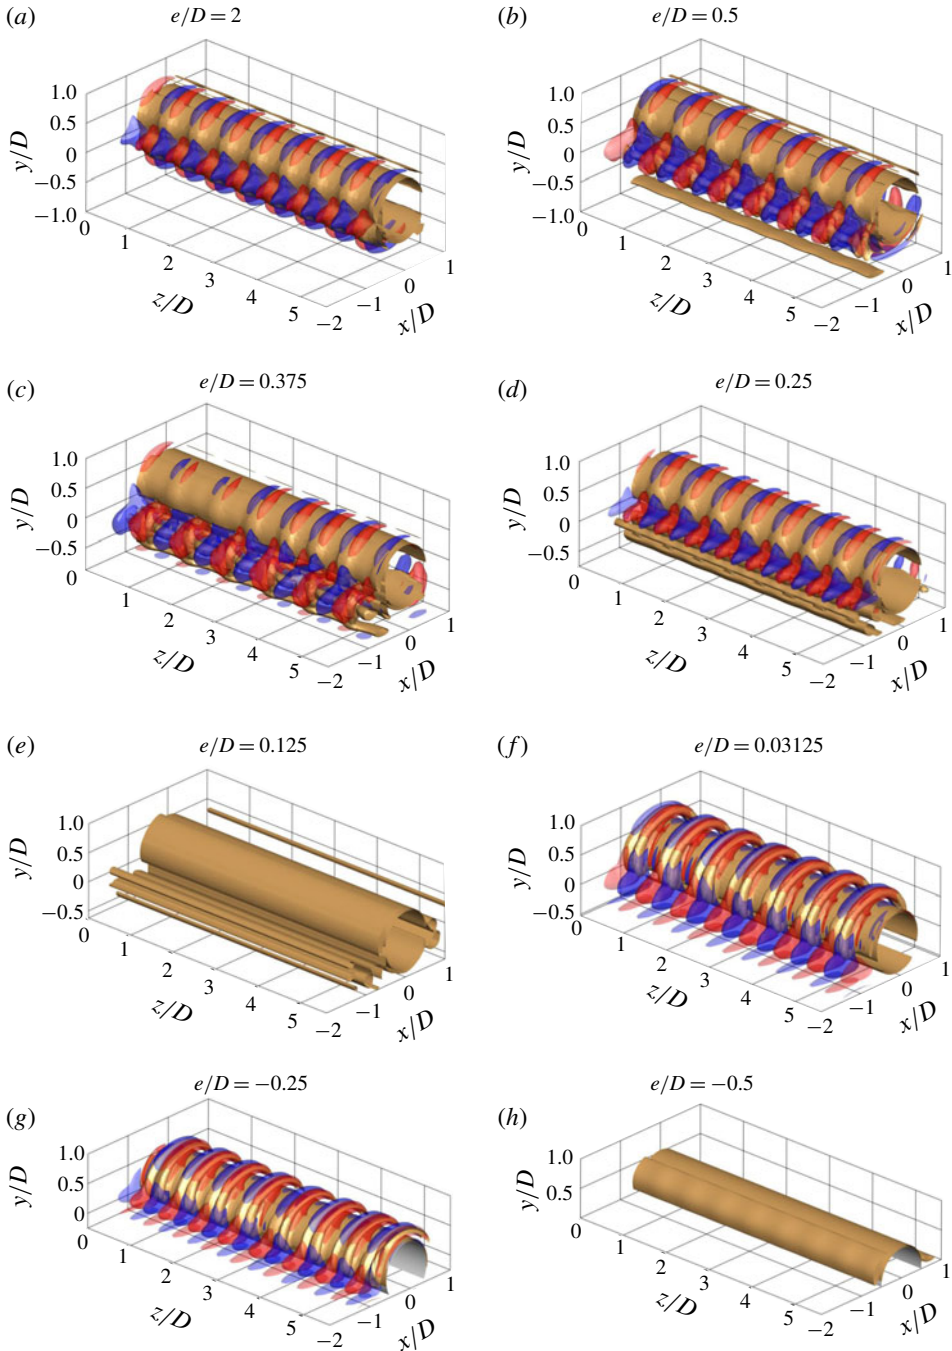 (a) e/D = 2
y/D
1.0
0.5
0
−0.5
−1.0
0 1 2 3 4 5
z/D
−2 −1 0 1
x/D
(b) e/D = 0.5
y/D
1.0
0.5
0
−0.5
−1.0
0 1 2 3 4 5
z/D
−2 −1 0 1
x/D
(c) e/D = 0.375
y/D
1.0
0.5
0
−0.5
0 1 2 3 4 5
z/D
−2 −1 0 1
x/D
(d) e/D = 0.25
y/D
1.0
0.5
0
−0.5
0 1 2 3 4 5
z/D
−2 −1 0 1
x/D
(e) e/D = 0.125
y/D
1.0
0.5
0
−0.5
0 1 2 3 4 5
z/D
−2 −1 0 1
x/D
(f) e/D = 0.03125
y/D
1.0
0.5
0
−0.5
0 1 2 3 4 5
z/D
−2 −1 0 1
x/D
(g) e/D = −0.25
y/D
1.0
0.5
0
0 1 2 3 4 5
z/D
−2 −1 0 1
x/D
(h) e/D = −0.5
y/D
1.0
0.5
0 1 2 3 4 5
z/D
−2 −1 0 1
x/D